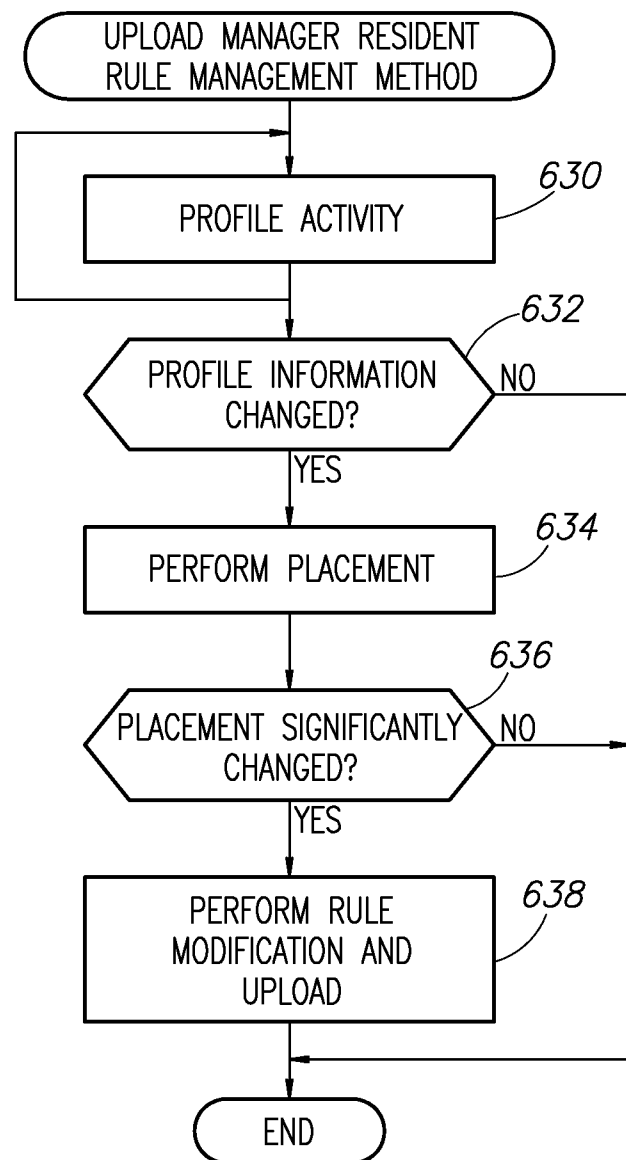 UPLOAD MANAGER RESIDENT
RULE MANAGEMENT METHOD
630
PROFILE ACTIVITY
632
PROFILE INFORMATION
CHANGED?
NO
YES
634
PERFORM PLACEMENT
636
PLACEMENT SIGNIFICANTLY
CHANGED?
NO
YES
638
PERFORM RULE
MODIFICATION AND
UPLOAD
END